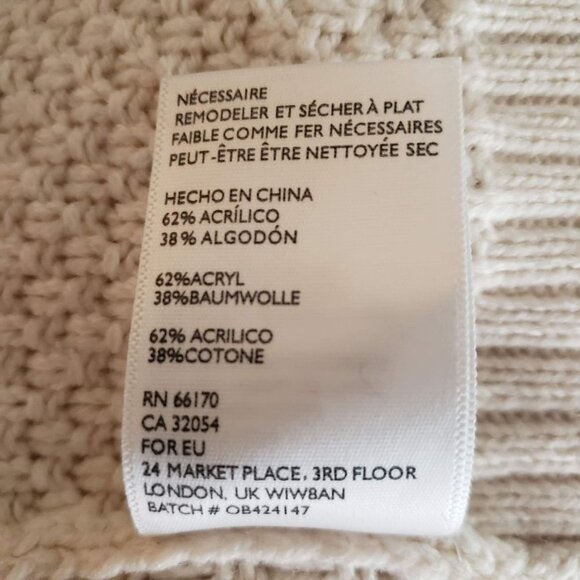 NÉCESSAIRE
REMODELER ET SÉCHER À PLAT
FAIBLE COMME FER NÉCESSAIRES
PEUT-ÊTRE ÊTRE NETTOYÉE SEC
HECHO EN CHINA
62% ACRÍLICO
38% ALGODÓN
62%ACRYL
38%BAUMWOLLE
62% ACRILICO
38%COTONE
RN 66170
CA 32054
FOR EU
24 MARKET PLACE, 3RD FLOOR
LONDON, UK WIW8AN
BATCH # OB424147